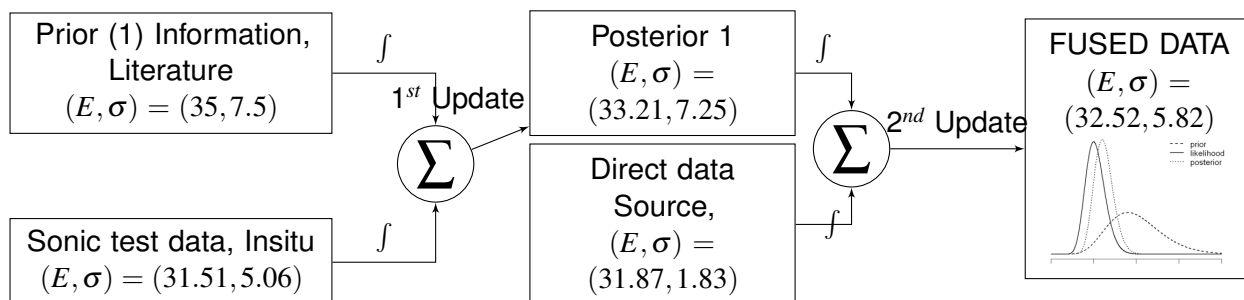 Prior (1) Information,
Literature
(E, σ) = (35, 7.5)
∫
1st Update
Σ
Sonic test data, Insitu
(E, σ) = (31.51, 5.06)
∫
Posterior 1
(E, σ) =
(33.21, 7.25)
∫
Direct data
Source,
(E, σ) =
(31.87, 1.83)
∫
Σ
2nd Update
FUSED DATA
(E, σ) =
(32.52, 5.82)
prior
likelihood
posterior